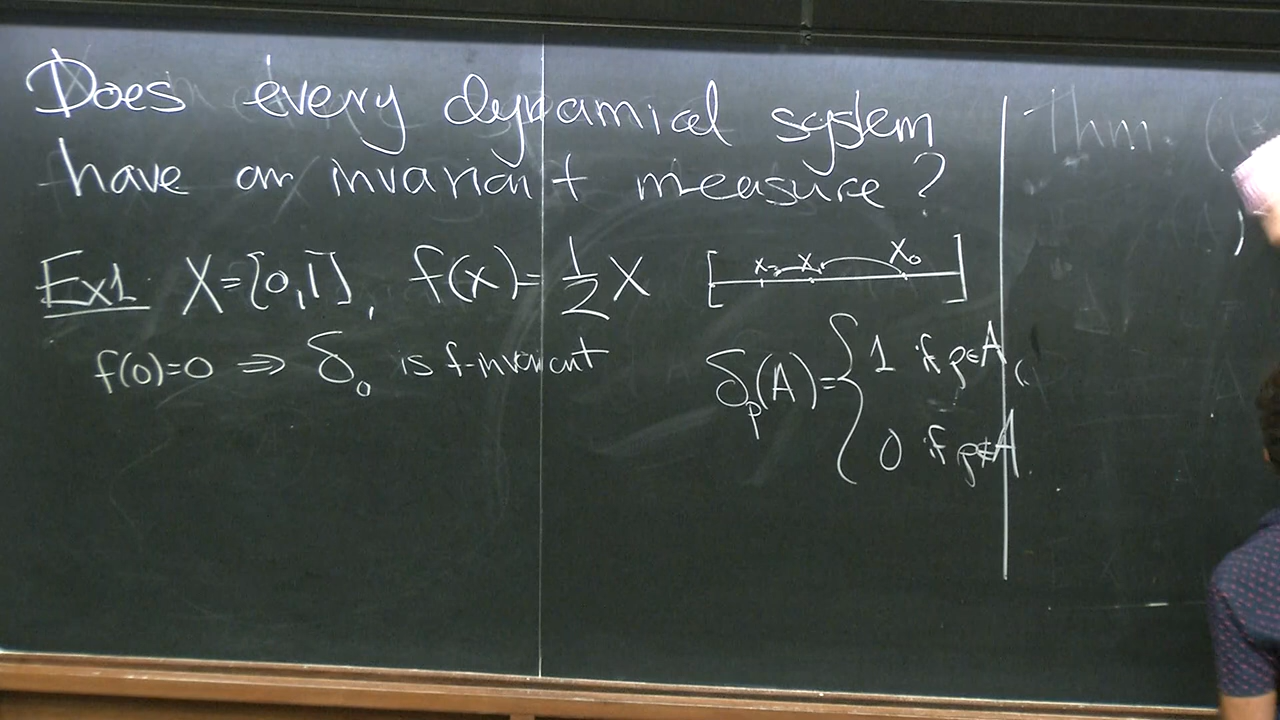 Does every dynamical system
have an invariant measure?
Ex1: X=[0,1], f(x)=½X
[ x₂ x₁ x₀ ]
f(0)=0 ⇒ δ₀ is f-invariant
δₚ(A)= { 1 if p∈A
0 if p∉A.
Thm